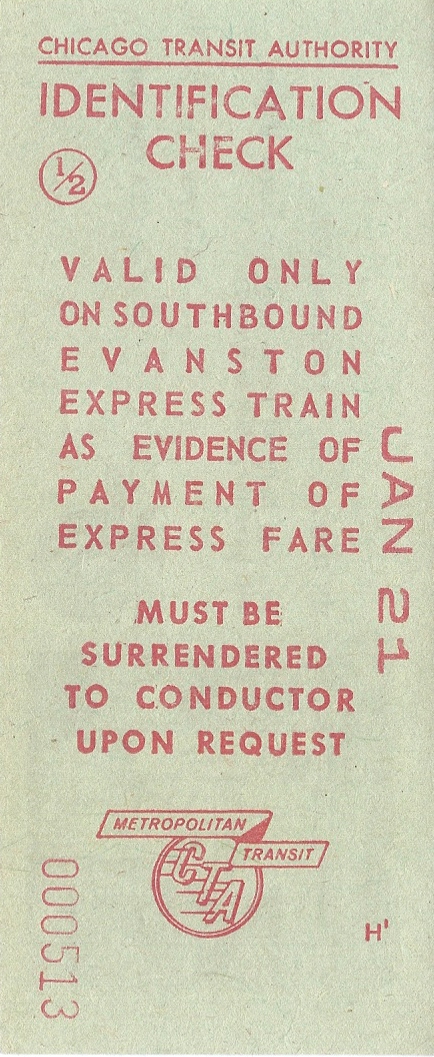 CHICAGO TRANSIT AUTHORITY
IDENTIFICATION
CHECK
1/2
VALID ONLY
ON SOUTHBOUND
EVANSTON
EXPRESS TRAIN
AS EVIDENCE OF
PAYMENT OF
EXPRESS FARE
JAN 21
MUST BE
SURRENDERED
TO CONDUCTOR
UPON REQUEST
METROPOLITAN
TRANSIT
CTA
H'
000513